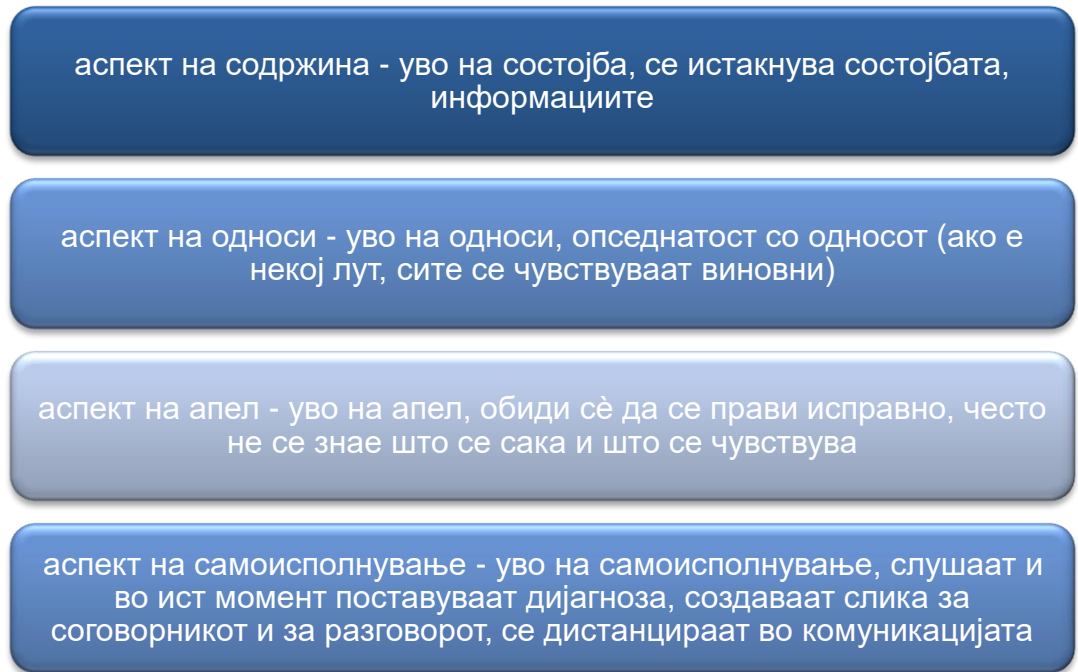 аспект на содржина - уво на состојба, се истакнува состојбата,
информациите
аспект на односи - уво на односи, опседнатост со односот (ако е
некој лут, сите се чувствуваат виновни)
аспект на апел - уво на апел, обиди сѐ да се прави исправно, често
не се знае што се сака и што се чувствува
аспект на самоисполнување - уво на самоисполнување, слушаат и
во ист момент поставуваат дијагноза, создаваат слика за
соговорникот и за разговорот, се дистанцираат во комуникацијата